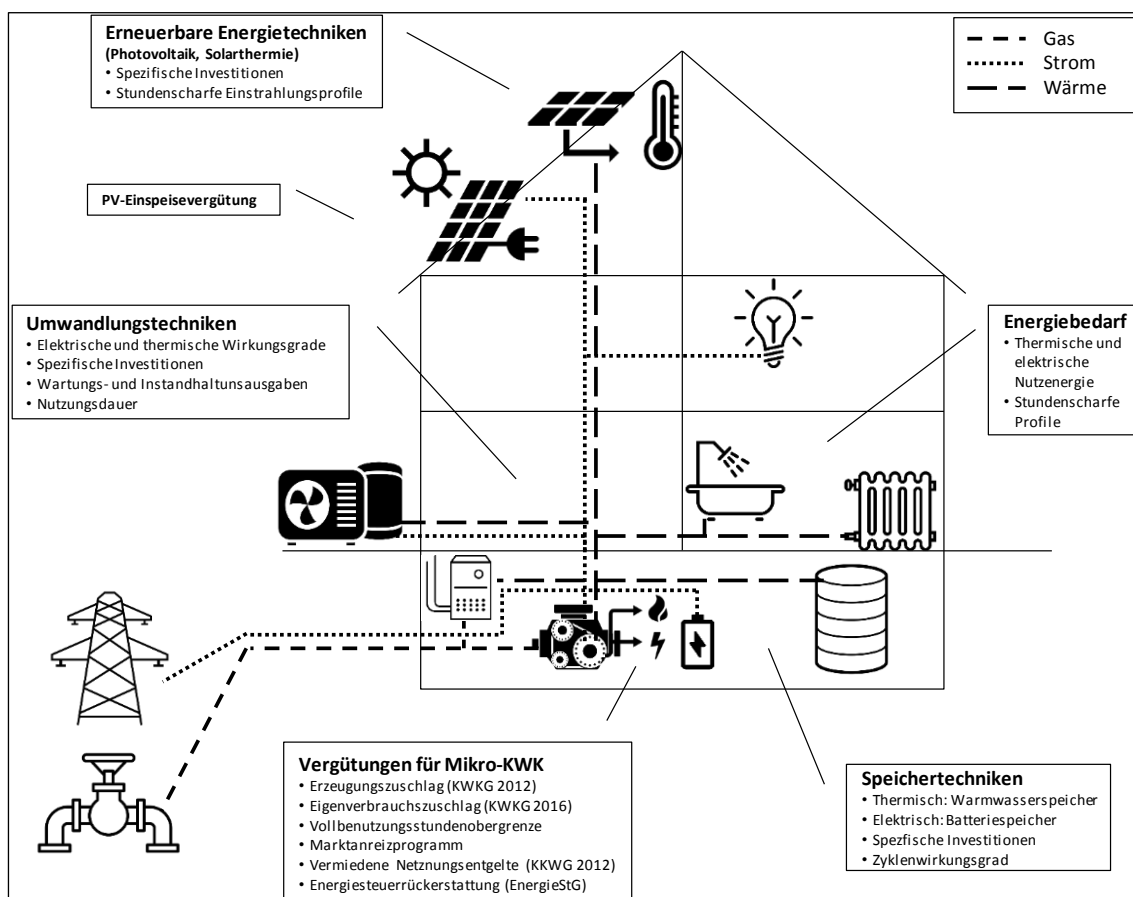 Erneuerbare Energietechniken
(Photovoltaik, Solarthermie)
• Spezifische Investitionen
• Stundenscharfe Einstrahlungsprofile
Gas
Strom
Wärme
PV-Einspeisevergütung
Umwandlungstechniken
• Elektrische und thermische Wirkungsgrade
• Spezifische Investitionen
• Wartungs- und Instandhaltunsausgaben
• Nutzungsdauer
Energiebedarf
• Thermische und
elektrische
Nutzenergie
• Stundenscharfe
Profile
Vergütungen für Mikro-KWK
• Erzeugungszuschlag (KWKG 2012)
• Eigenverbrauchszuschlag (KWKG 2016)
• Vollbenutzungsstundenobergrenze
• Marktanreizprogramm
• Vermiedene Netznungsentgelte (KKWG 2012)
• Energiesteuerrückerstattung (EnergieStG)
Speichertechniken
• Thermisch: Warmwasserspeicher
• Elektrisch: Batteriespeicher
• Spezfische Investitionen
• Zyklenwirkungsgrad